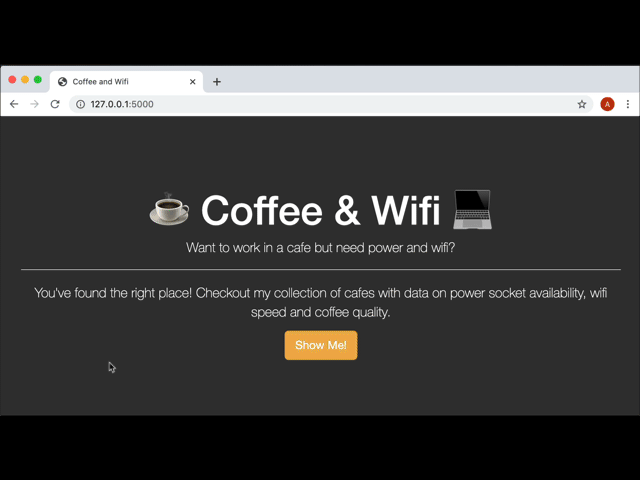 Coffee and Wifi
127.0.0.1:5000
A
Coffee & Wifi
Want to work in a cafe but need power and wifi?
You've found the right place! Checkout my collection of cafes with data on power socket availability, wifi
speed and coffee quality.
Show Me!